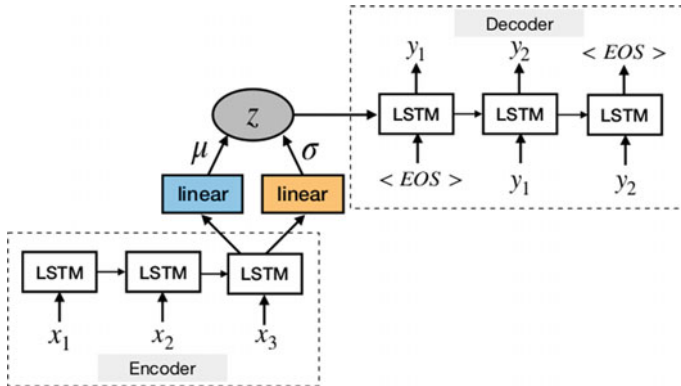 Decoder
y₁ y₂ < EOS >
LSTM LSTM LSTM
< EOS > y₁ y₂
z
μ σ
linear linear
LSTM LSTM LSTM
x₁ x₂ x₃
Encoder